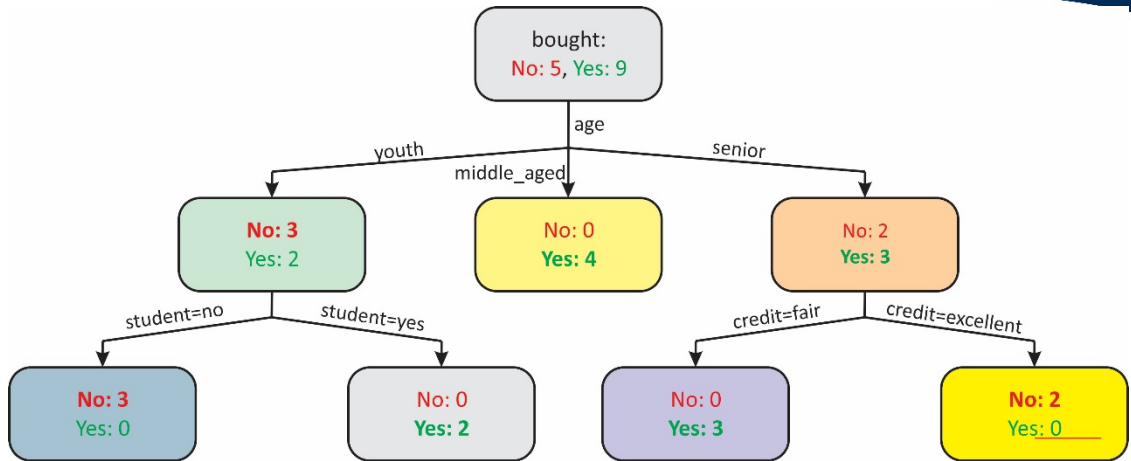 bought:
No: 5, Yes: 9
age
youth
middle_aged
senior
No: 3
Yes: 2
No: 0
Yes: 4
No: 2
Yes: 3
student=no
student=yes
credit=fair
credit=excellent
No: 3
Yes: 0
No: 0
Yes: 2
No: 0
Yes: 3
No: 2
Yes: 0